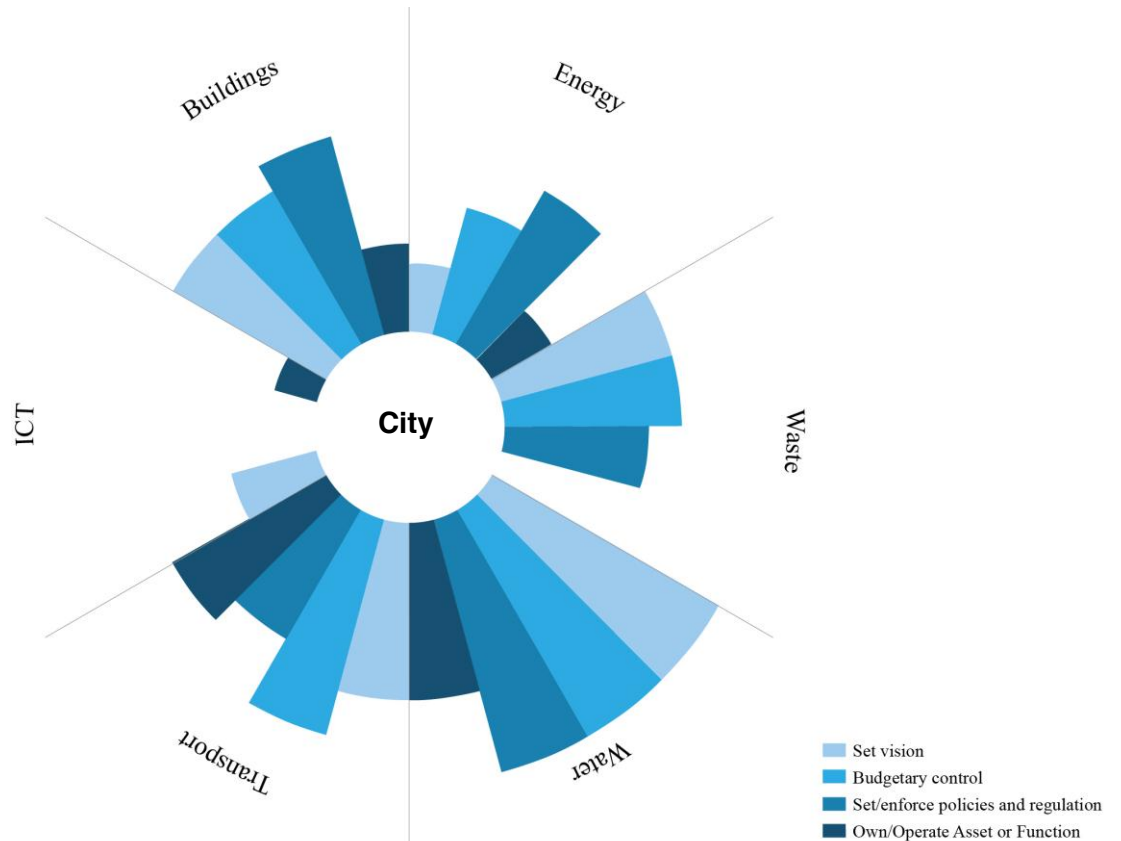 Buildings
Energy
ICT
City
Waste
Transport
Water
Set vision
Budgetary control
Set/enforce policies and regulation
Own/Operate Asset or Function